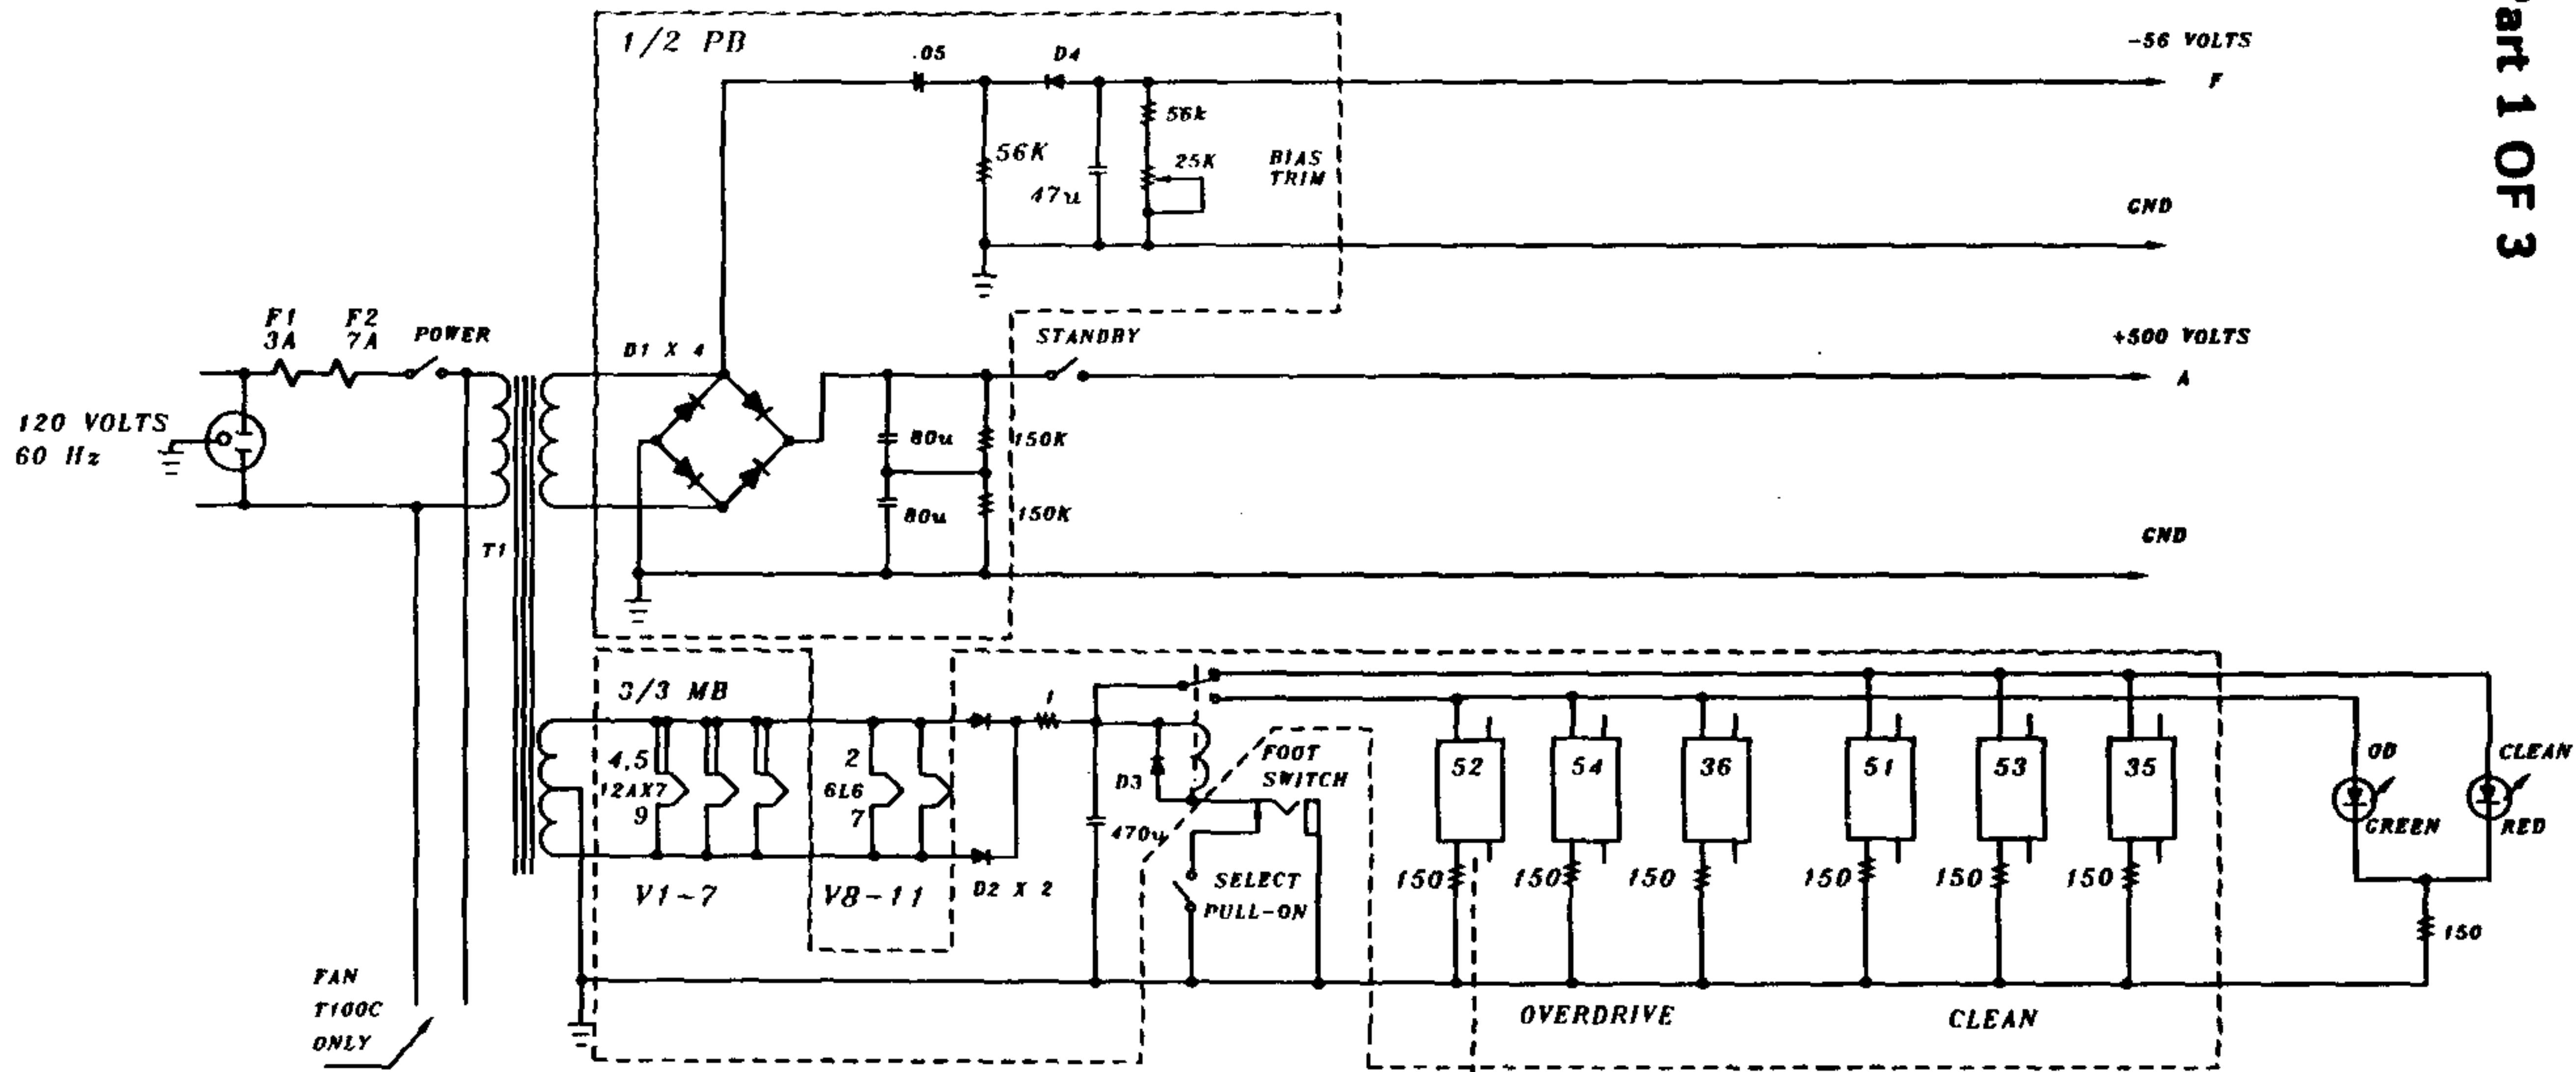 art 1 OF 3
1/2 PB
.05
D4
-56 VOLTS
F
56K
47u
56k
25K
BIAS
TRIM
GND
F1
3A
F2
7A
POWER
D1 X 4
STANDBY
+500 VOLTS
A
120 VOLTS
60 Hz
80u
150K
80u
150K
T1
GND
3/3 MB
4,5
12AX7
9
2
6L6
7
1
D3
470u
FOOT
SWITCH
52
54
36
51
53
35
OD
GREEN
CLEAN
RED
V1-7
V8-11
D2 X 2
SELECT
PULL-ON
150
150
150
150
150
150
150
FAN
T100C
ONLY
OVERDRIVE
CLEAN